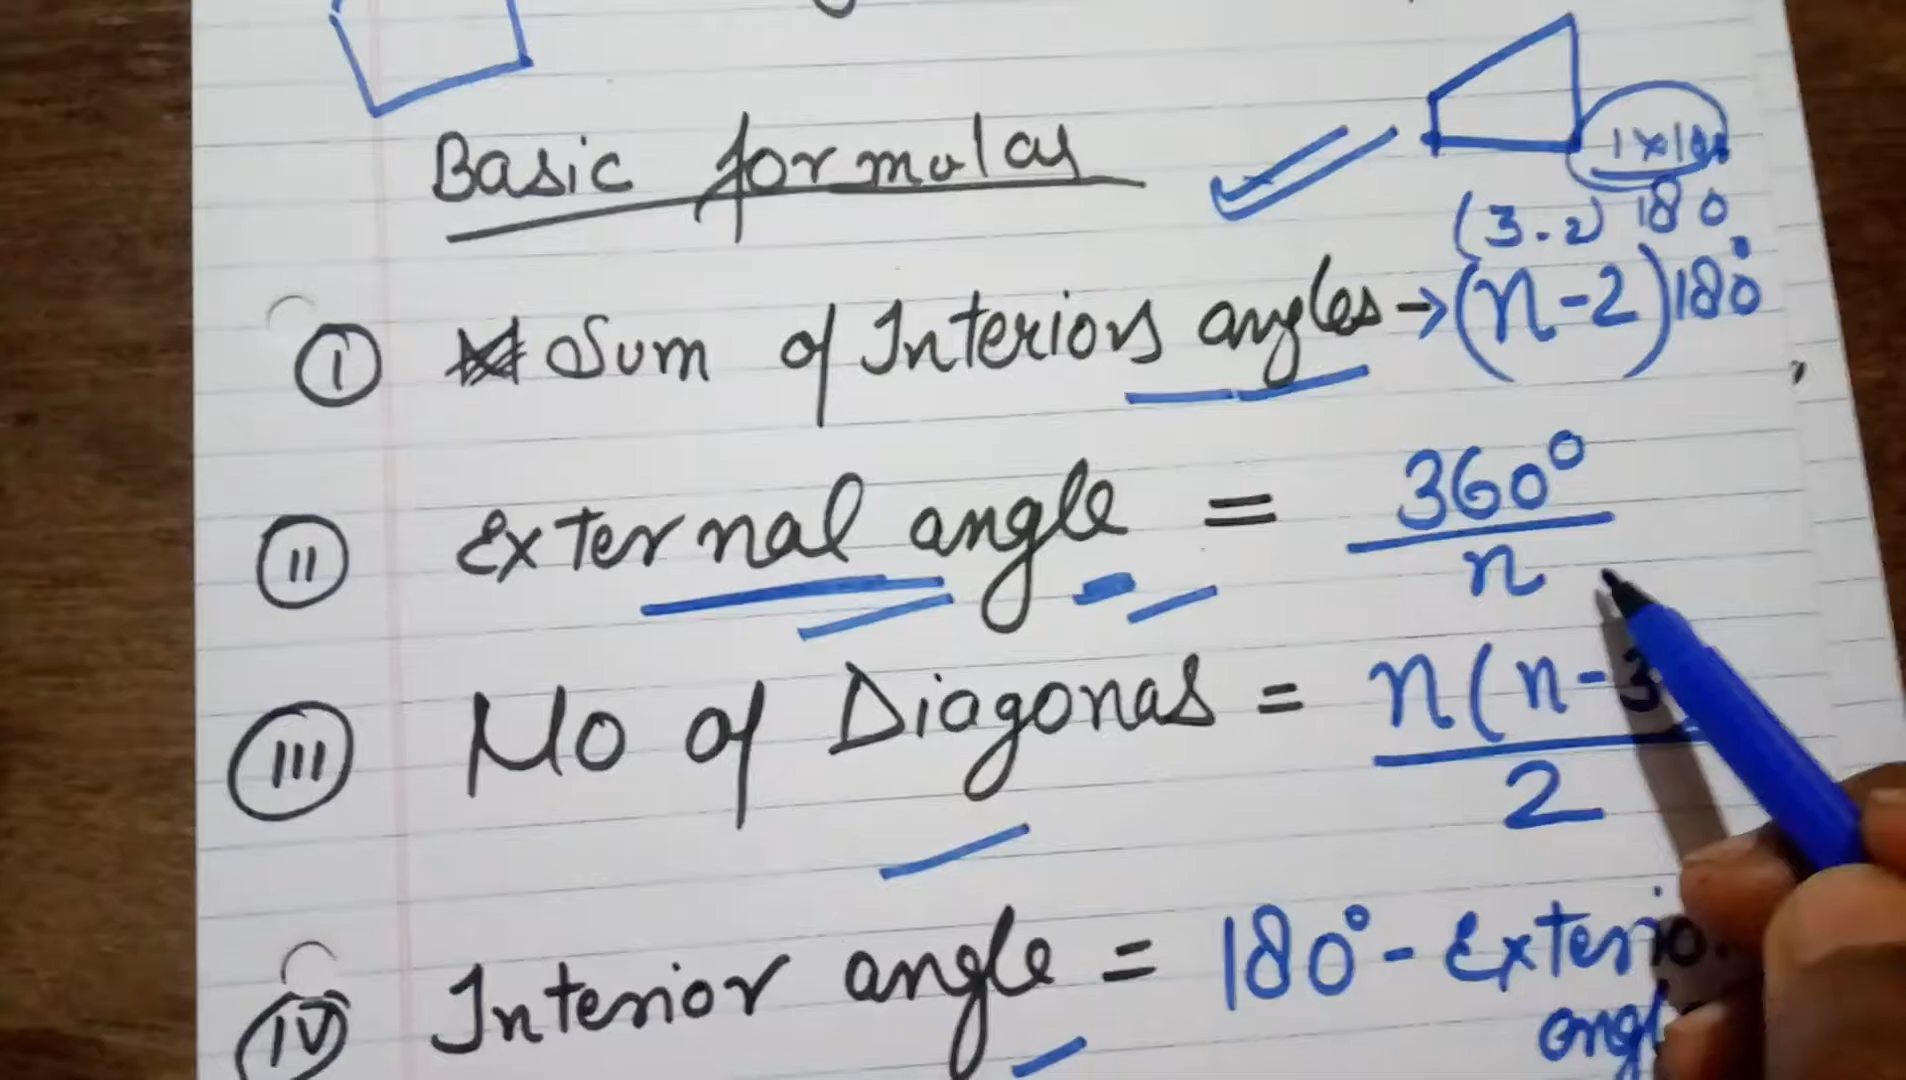 Basic formulas
1×180
(3-2) 180
(I) Sum of Interiors angles → (n-2)180°
(II) External angle = 360°/n
(III) No of Diagonas = n(n-3/2
(IV) Interior angle = 180° - Exterio
angl